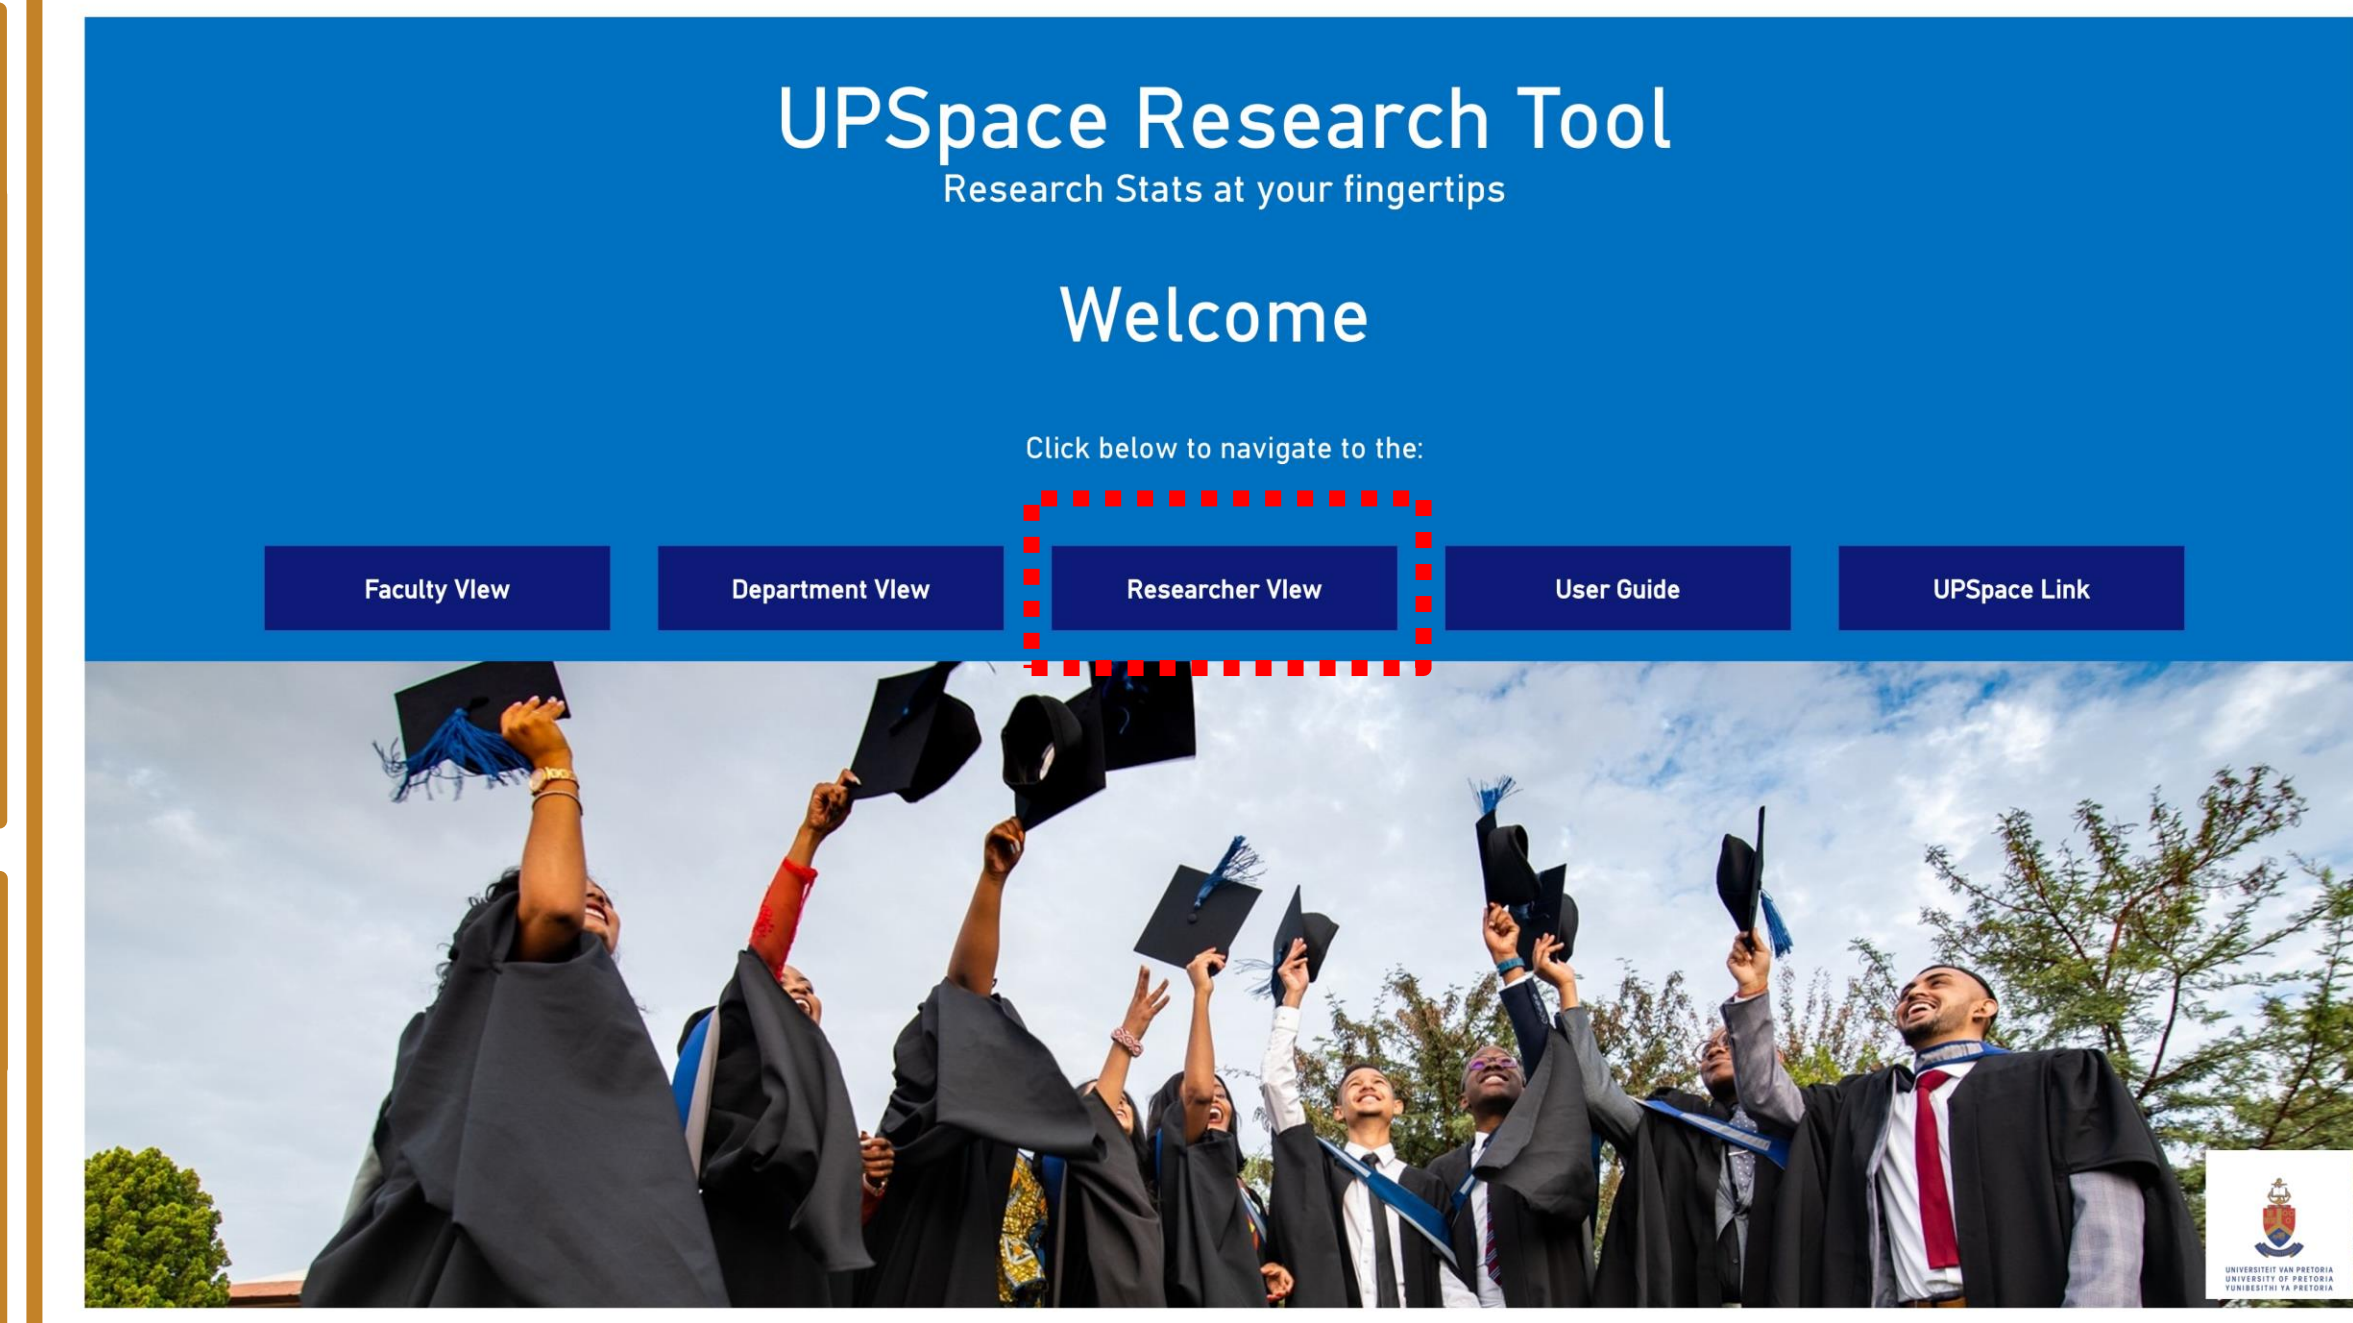 UPSpace Research Tool
Research Stats at your fingertips
Welcome
Click below to navigate to the:
Faculty VIew
Department VIew
Researcher VIew
User Guide
UPSpace Link
UNIVERSITEIT VAN PRETORIA
UNIVERSITY OF PRETORIA
YUNIBESITHI YA PRETORIA